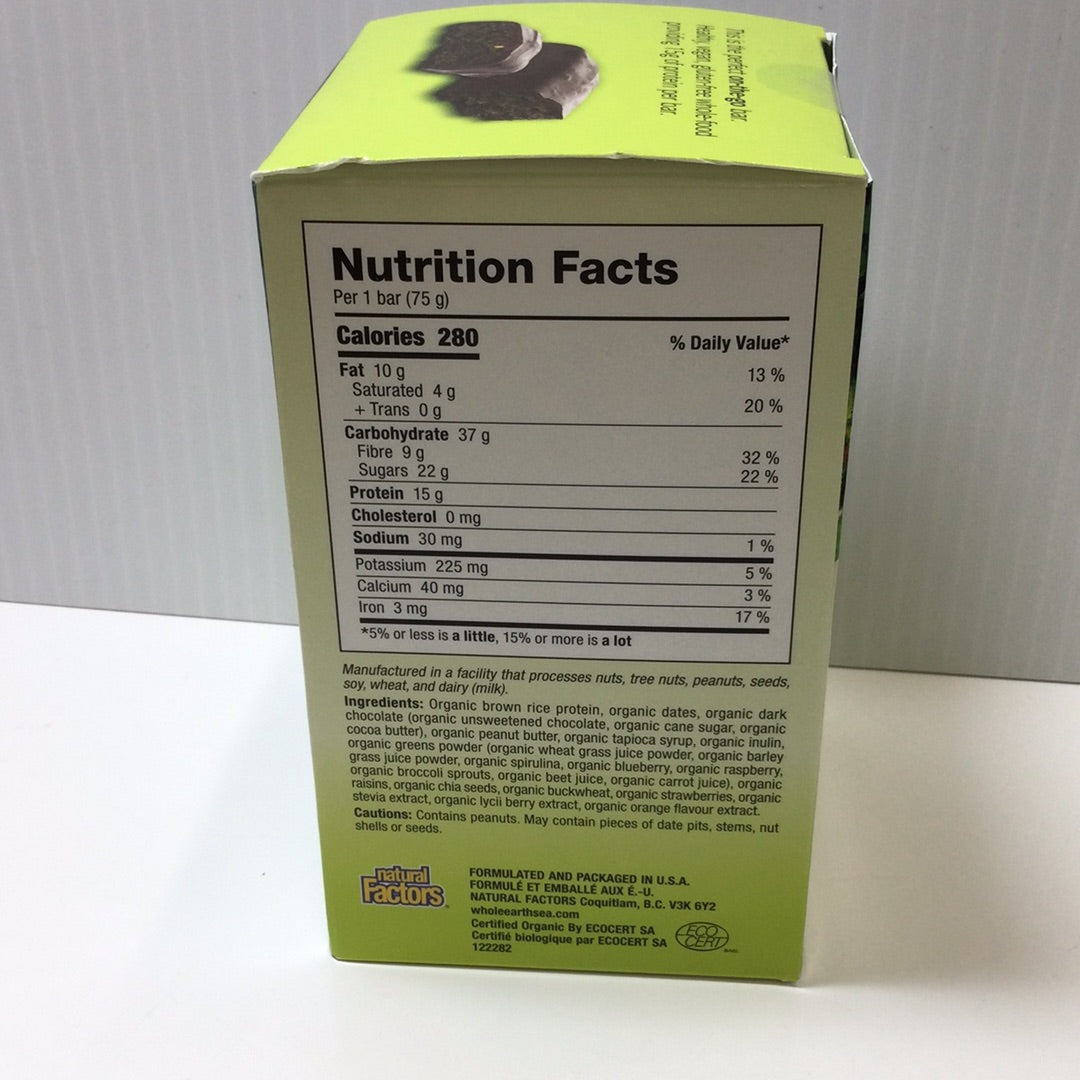 This is the perfect on-the-go bar.
Healthy, vegan, gluten-free whole-food
providing 15g of protein per bar.
Nutrition Facts
Per 1 bar (75 g)
Calories 280
% Daily Value*
Fat 10 g 13 %
Saturated 4 g
+ Trans 0 g 20 %
Carbohydrate 37 g
Fibre 9 g 32 %
Sugars 22 g 22 %
Protein 15 g
Cholesterol 0 mg
Sodium 30 mg 1 %
Potassium 225 mg 5 %
Calcium 40 mg 3 %
Iron 3 mg 17 %
*5% or less is a little, 15% or more is a lot
Manufactured in a facility that processes nuts, tree nuts, peanuts, seeds,
soy, wheat, and dairy (milk).
Ingredients: Organic brown rice protein, organic dates, organic dark
chocolate (organic unsweetened chocolate, organic cane sugar, organic
cocoa butter), organic peanut butter, organic tapioca syrup, organic inulin,
organic greens powder (organic wheat grass juice powder, organic barley
grass juice powder, organic spirulina, organic blueberry, organic raspberry,
organic broccoli sprouts, organic beet juice, organic carrot juice), organic
raisins, organic chia seeds, organic buckwheat, organic strawberries, organic
stevia extract, organic lycii berry extract, organic orange flavour extract.
Cautions: Contains peanuts. May contain pieces of date pits, stems, nut
shells or seeds.
natural
Factors
FORMULATED AND PACKAGED IN U.S.A.
FORMULÉ ET EMBALLÉ AUX É.-U.
NATURAL FACTORS Coquitlam, B.C. V3K 6Y2
wholeearthsea.com
Certified Organic By ECOCERT SA
Certifié biologique par ECOCERT SA
122282
ECO
CERT